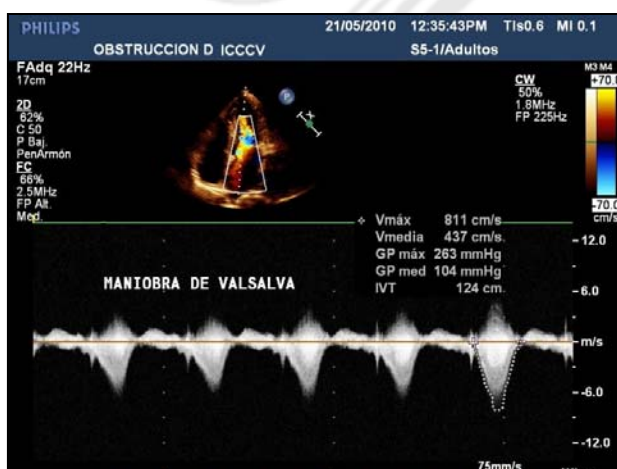 PHILIPS
21/05/2010 12:35:43PM TIs0.6 MI 0.1
OBSTRUCCION D ICCCV
S5-1/Adultos
FAdq 22Hz
17cm
2D
62%
C 50
P Baj.
PenArmón
FC
66%
2.5MHz
FP Alt.
Med.
P
CW
50%
1.8MHz
FP 225Hz
M3 M4
+70.0
-70.0
cm/s
Vmáx 811 cm/s
Vmedia 437 cm/s
GP máx 263 mmHg
GP med 104 mmHg
IVT 124 cm
MANIOBRA DE VALSALVA
-12.0
-6.0
-m/s
-6.0
-12.0
75mm/s